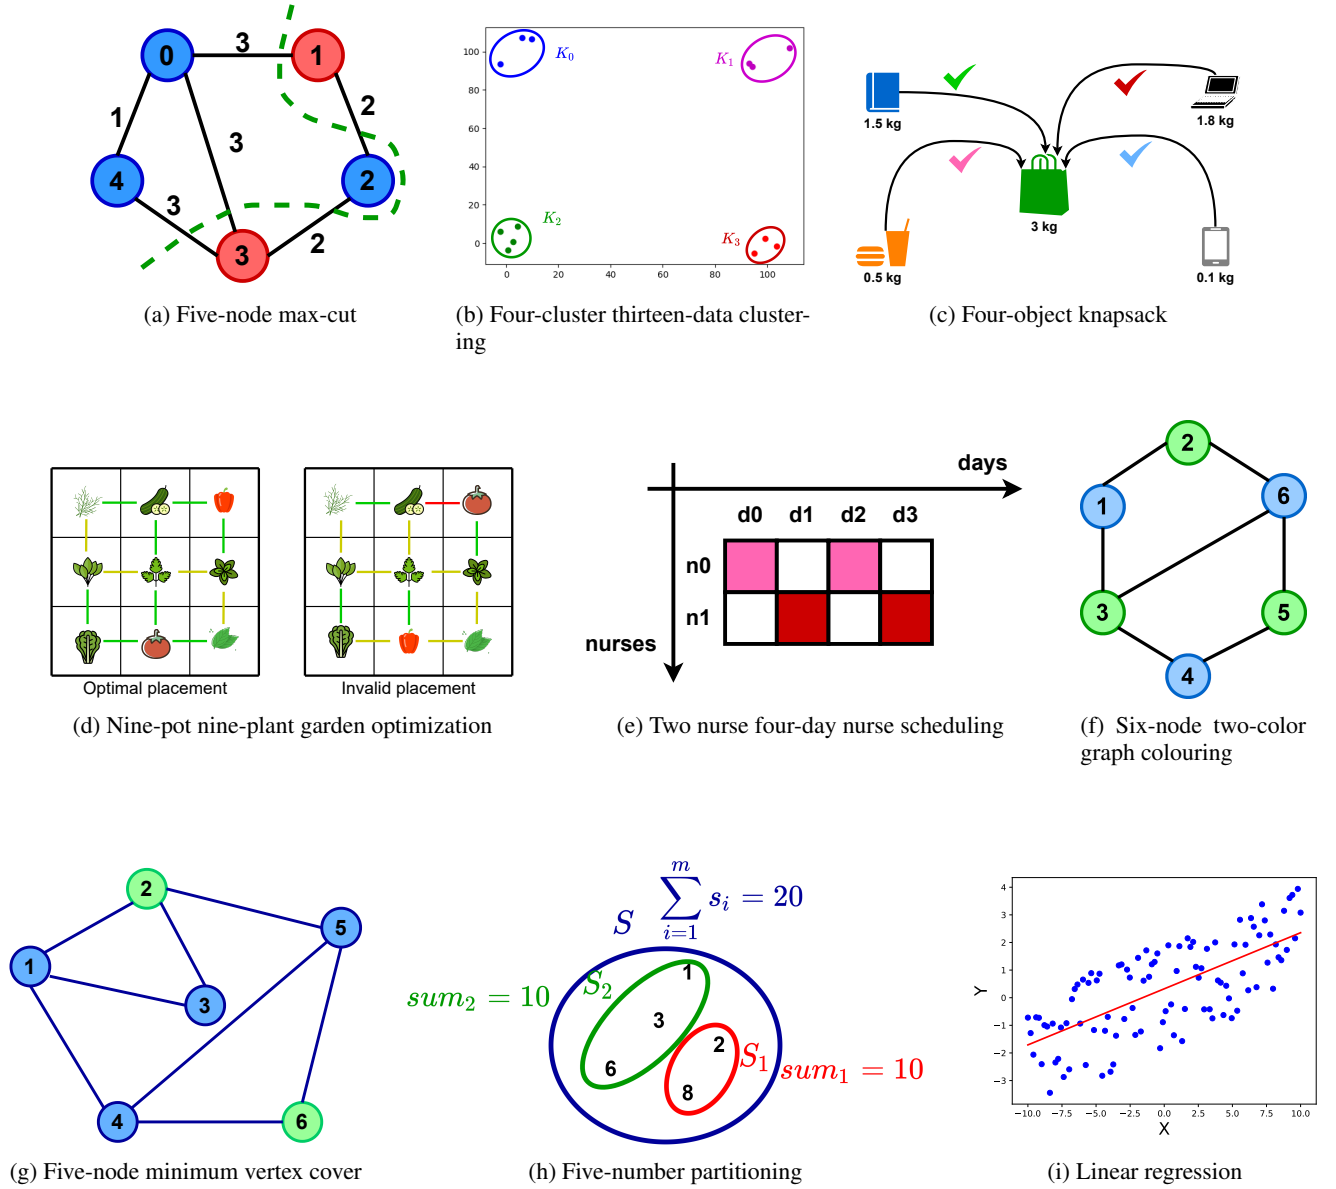 0
3
1
1
3
2
4
3
2
3
2
(a) Five-node max-cut
100
80
60
40
20
0
0
20
40
60
80
100
K0
K1
K2
K3
(b) Four-cluster thirteen-data cluster-
ing
1.5 kg
1.8 kg
3 kg
0.5 kg
0.1 kg
(c) Four-object knapsack
Optimal placement
Invalid placement
(d) Nine-pot nine-plant garden optimization
days
d0 d1 d2 d3
n0
n1
nurses
(e) Two nurse four-day nurse scheduling
2
1
6
3
5
4
(f) Six-node two-color
graph colouring
2
5
1
3
4
6
(g) Five-node minimum vertex cover
S
m
∑ s_i = 20
i=1
S_2
sum_2 = 10
1
3
6
2
8
S_1
sum_1 = 10
(h) Five-number partitioning
4
3
2
1
0
−1
−2
−3
Y
−10.0 −7.5 −5.0 −2.5 0.0 2.5 5.0 7.5 10.0
X
(i) Linear regression